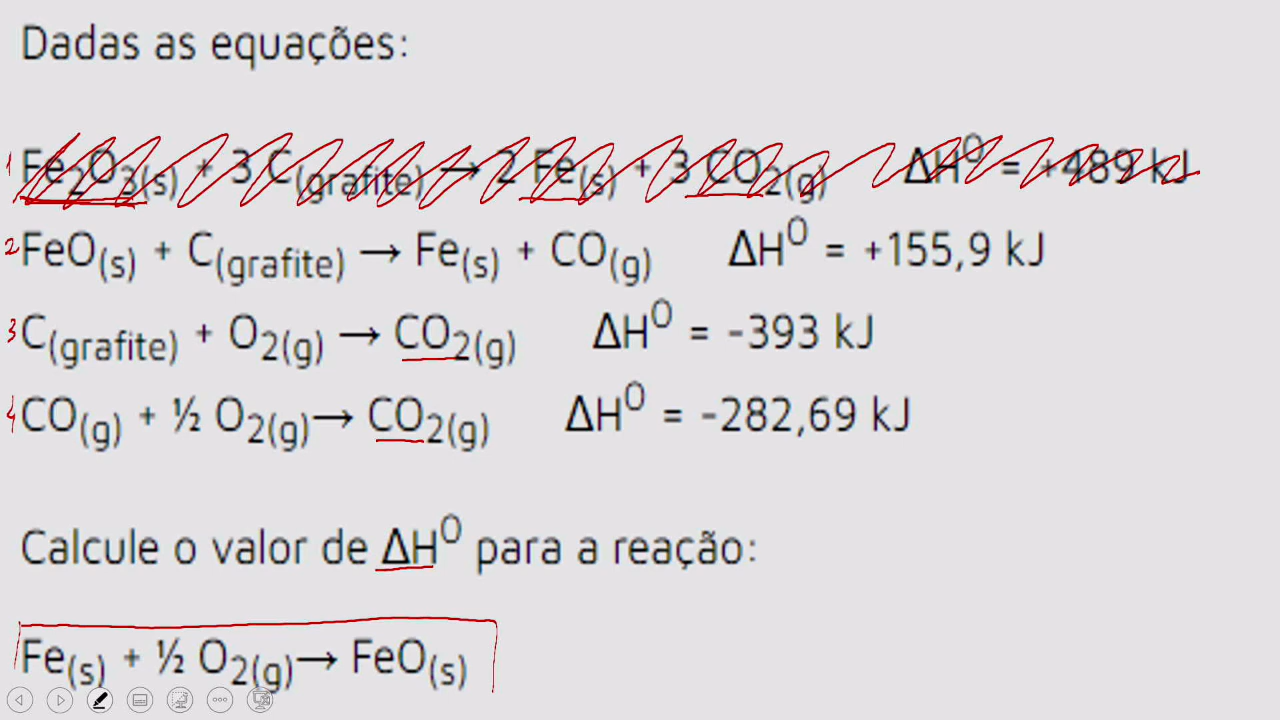 Dadas as equações:
1 Fe₂O₃(s) + 3 C(grafite) → 2 Fe(s) + 3 CO₂(g) ΔH⁰ = +489 kJ
2 FeO(s) + C(grafite) → Fe(s) + CO(g) ΔH⁰ = +155,9 kJ
3 C(grafite) + O₂(g) → CO₂(g) ΔH⁰ = -393 kJ
4 CO(g) + ½ O₂(g)→ CO₂(g) ΔH⁰ = -282,69 kJ
Calcule o valor de ΔH⁰ para a reação:
Fe(s) + ½ O₂(g)→ FeO(s)